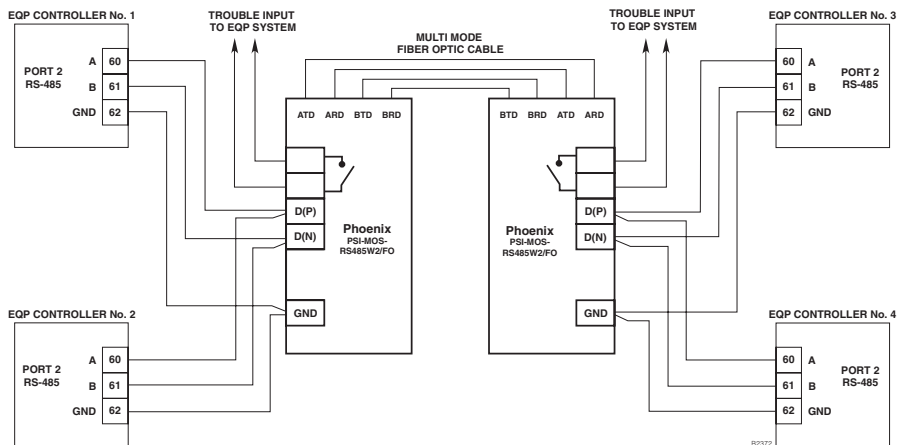 EQP CONTROLLER No. 1
PORT 2
RS-485
A 60
B 61
GND 62
TROUBLE INPUT
TO EQP SYSTEM
MULTI MODE
FIBER OPTIC CABLE
TROUBLE INPUT
TO EQP SYSTEM
EQP CONTROLLER No. 3
60 A
61 B
62 GND
PORT 2
RS-485
ATD ARD BTD BRD
D(P)
D(N)
GND
Phoenix
PSI-MOS-
RS485W2/FO
BTD BRD ATD ARD
D(P)
D(N)
GND
Phoenix
PSI-MOS-
RS485W2/FO
EQP CONTROLLER No. 2
PORT 2
RS-485
A 60
B 61
GND 62
EQP CONTROLLER No. 4
60 A
61 B
62 GND
PORT 2
RS-485
B2372